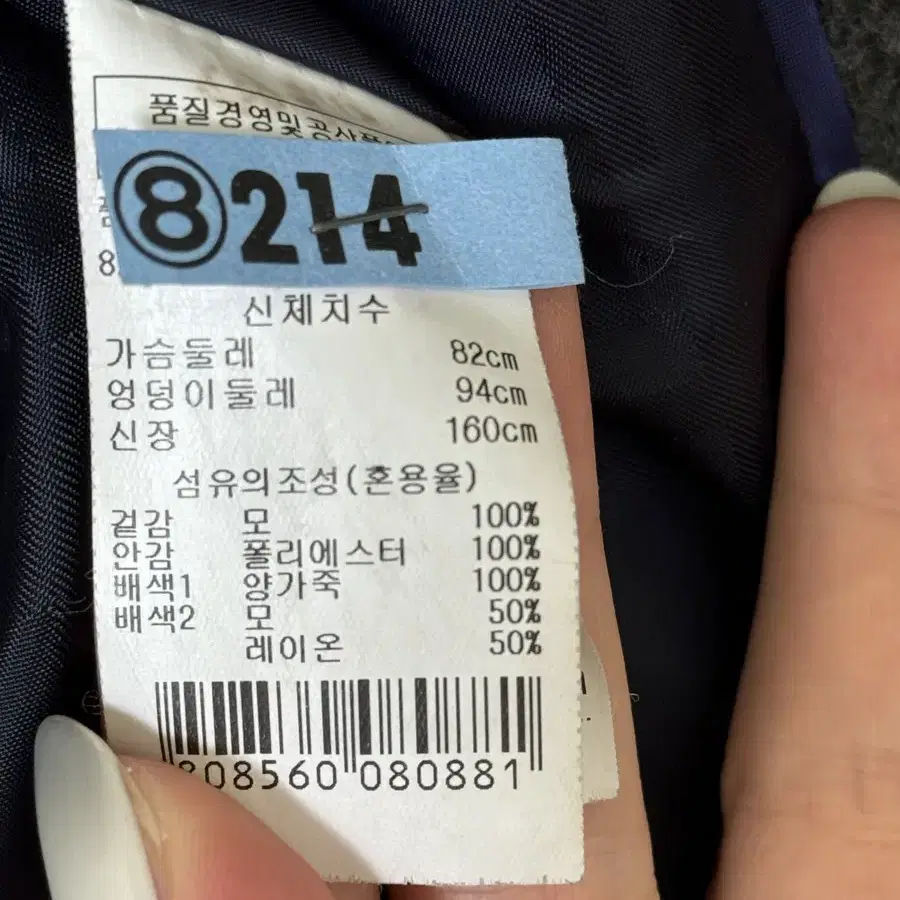 품질경영및공산품
⑧214
신체치수
가슴둘레 82cm
엉덩이둘레 94cm
신장 160cm
섬유의조성(혼용율)
겉감 모 100%
안감 폴리에스터 100%
배색1 양가죽 100%
배색2 모 50%
레이온 50%
808560 080881